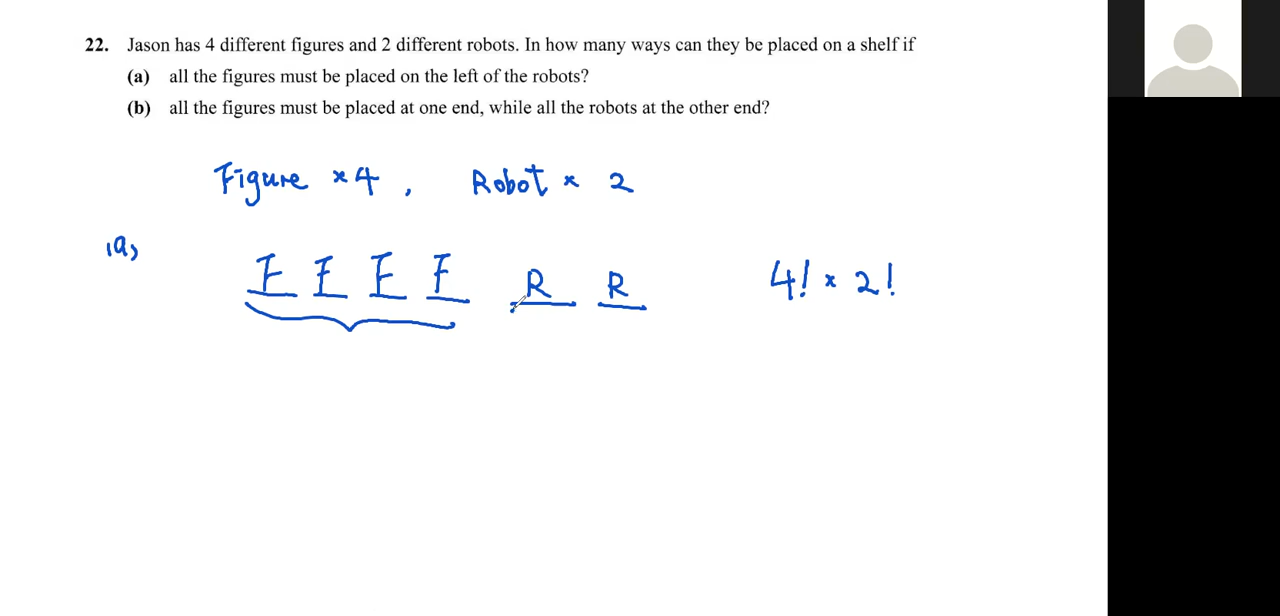 22. Jason has 4 different figures and 2 different robots. In how many ways can they be placed on a shelf if
(a) all the figures must be placed on the left of the robots?
(b) all the figures must be placed at one end, while all the robots at the other end?
Figure × 4 , Robot × 2
(a)
F F F F R R 4! × 2!